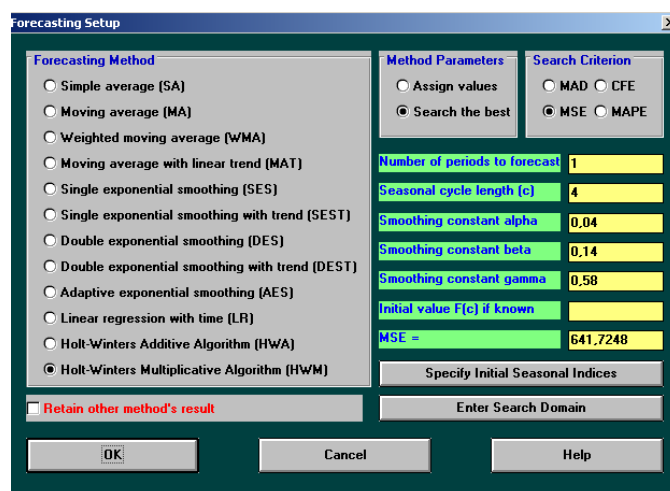 Forecasting Setup
Forecasting Method
Simple average (SA)
Moving average (MA)
Weighted moving average (WMA)
Moving average with linear trend (MAT)
Single exponential smoothing (SES)
Single exponential smoothing with trend (SEST)
Double exponential smoothing (DES)
Double exponential smoothing with trend (DEST)
Adaptive exponential smoothing (AES)
Linear regression with time (LR)
Holt-Winters Additive Algorithm (HWA)
Holt-Winters Multiplicative Algorithm (HWM)
Retain other method's result
Method Parameters
Assign values
Search the best
Search Criterion
MAD CFE
MSE MAPE
Number of periods to forecast 1
Seasonal cycle length (c) 4
Smoothing constant alpha 0,04
Smoothing constant beta 0,14
Smoothing constant gamma 0,58
Initial value F(c) if known
MSE = 641,7248
Specify Initial Seasonal Indices
Enter Search Domain
OK Cancel Help